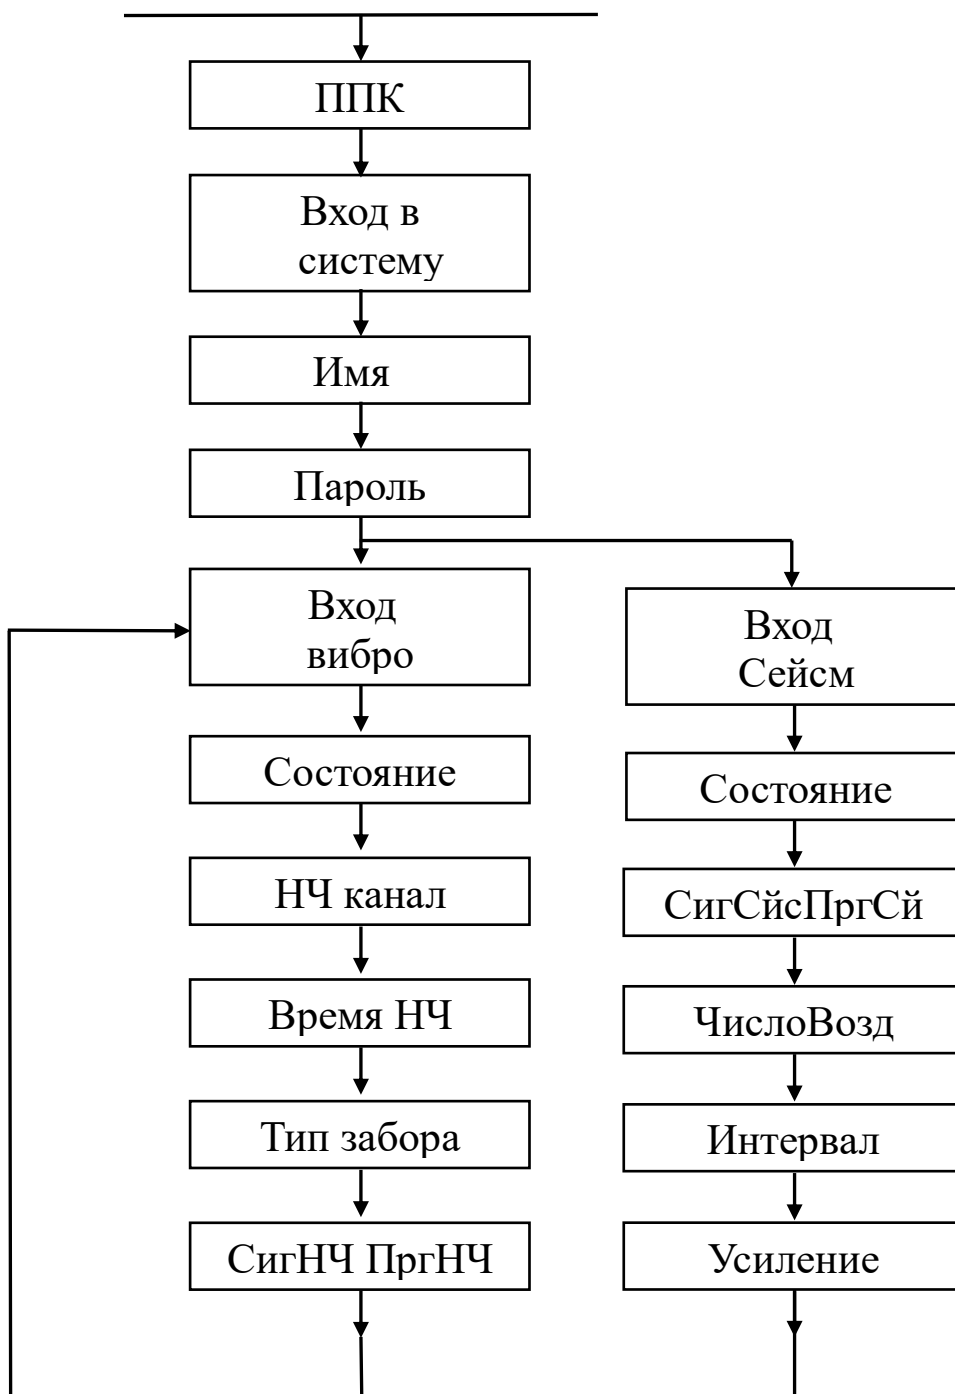 ППК
Вход в
систему
Имя
Пароль
Вход
вибро
Состояние
НЧ канал
Время НЧ
Тип забора
СигНЧ ПргНЧ
Вход
Сейсм
Состояние
СигСйсПргСй
ЧислоВозд
Интервал
Усиление